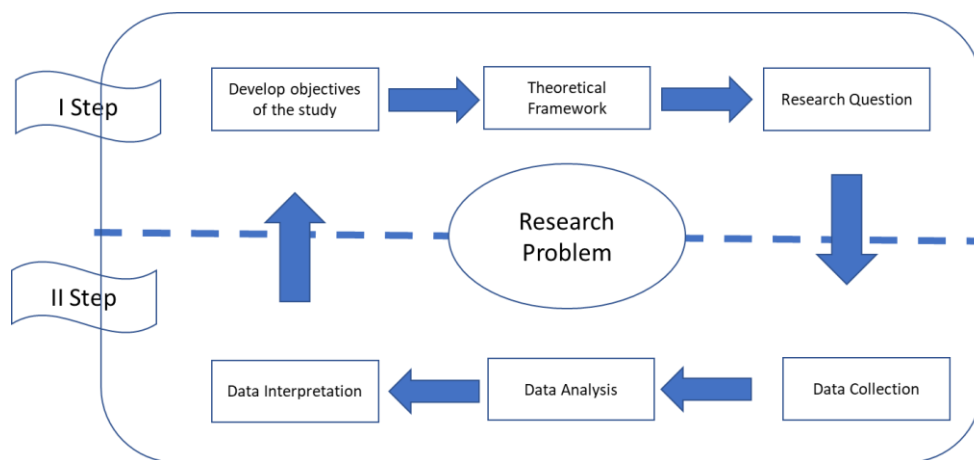 I Step
Develop objectives
of the study
Theoretical
Framework
Research Question
Research
Problem
II Step
Data Interpretation
Data Analysis
Data Collection